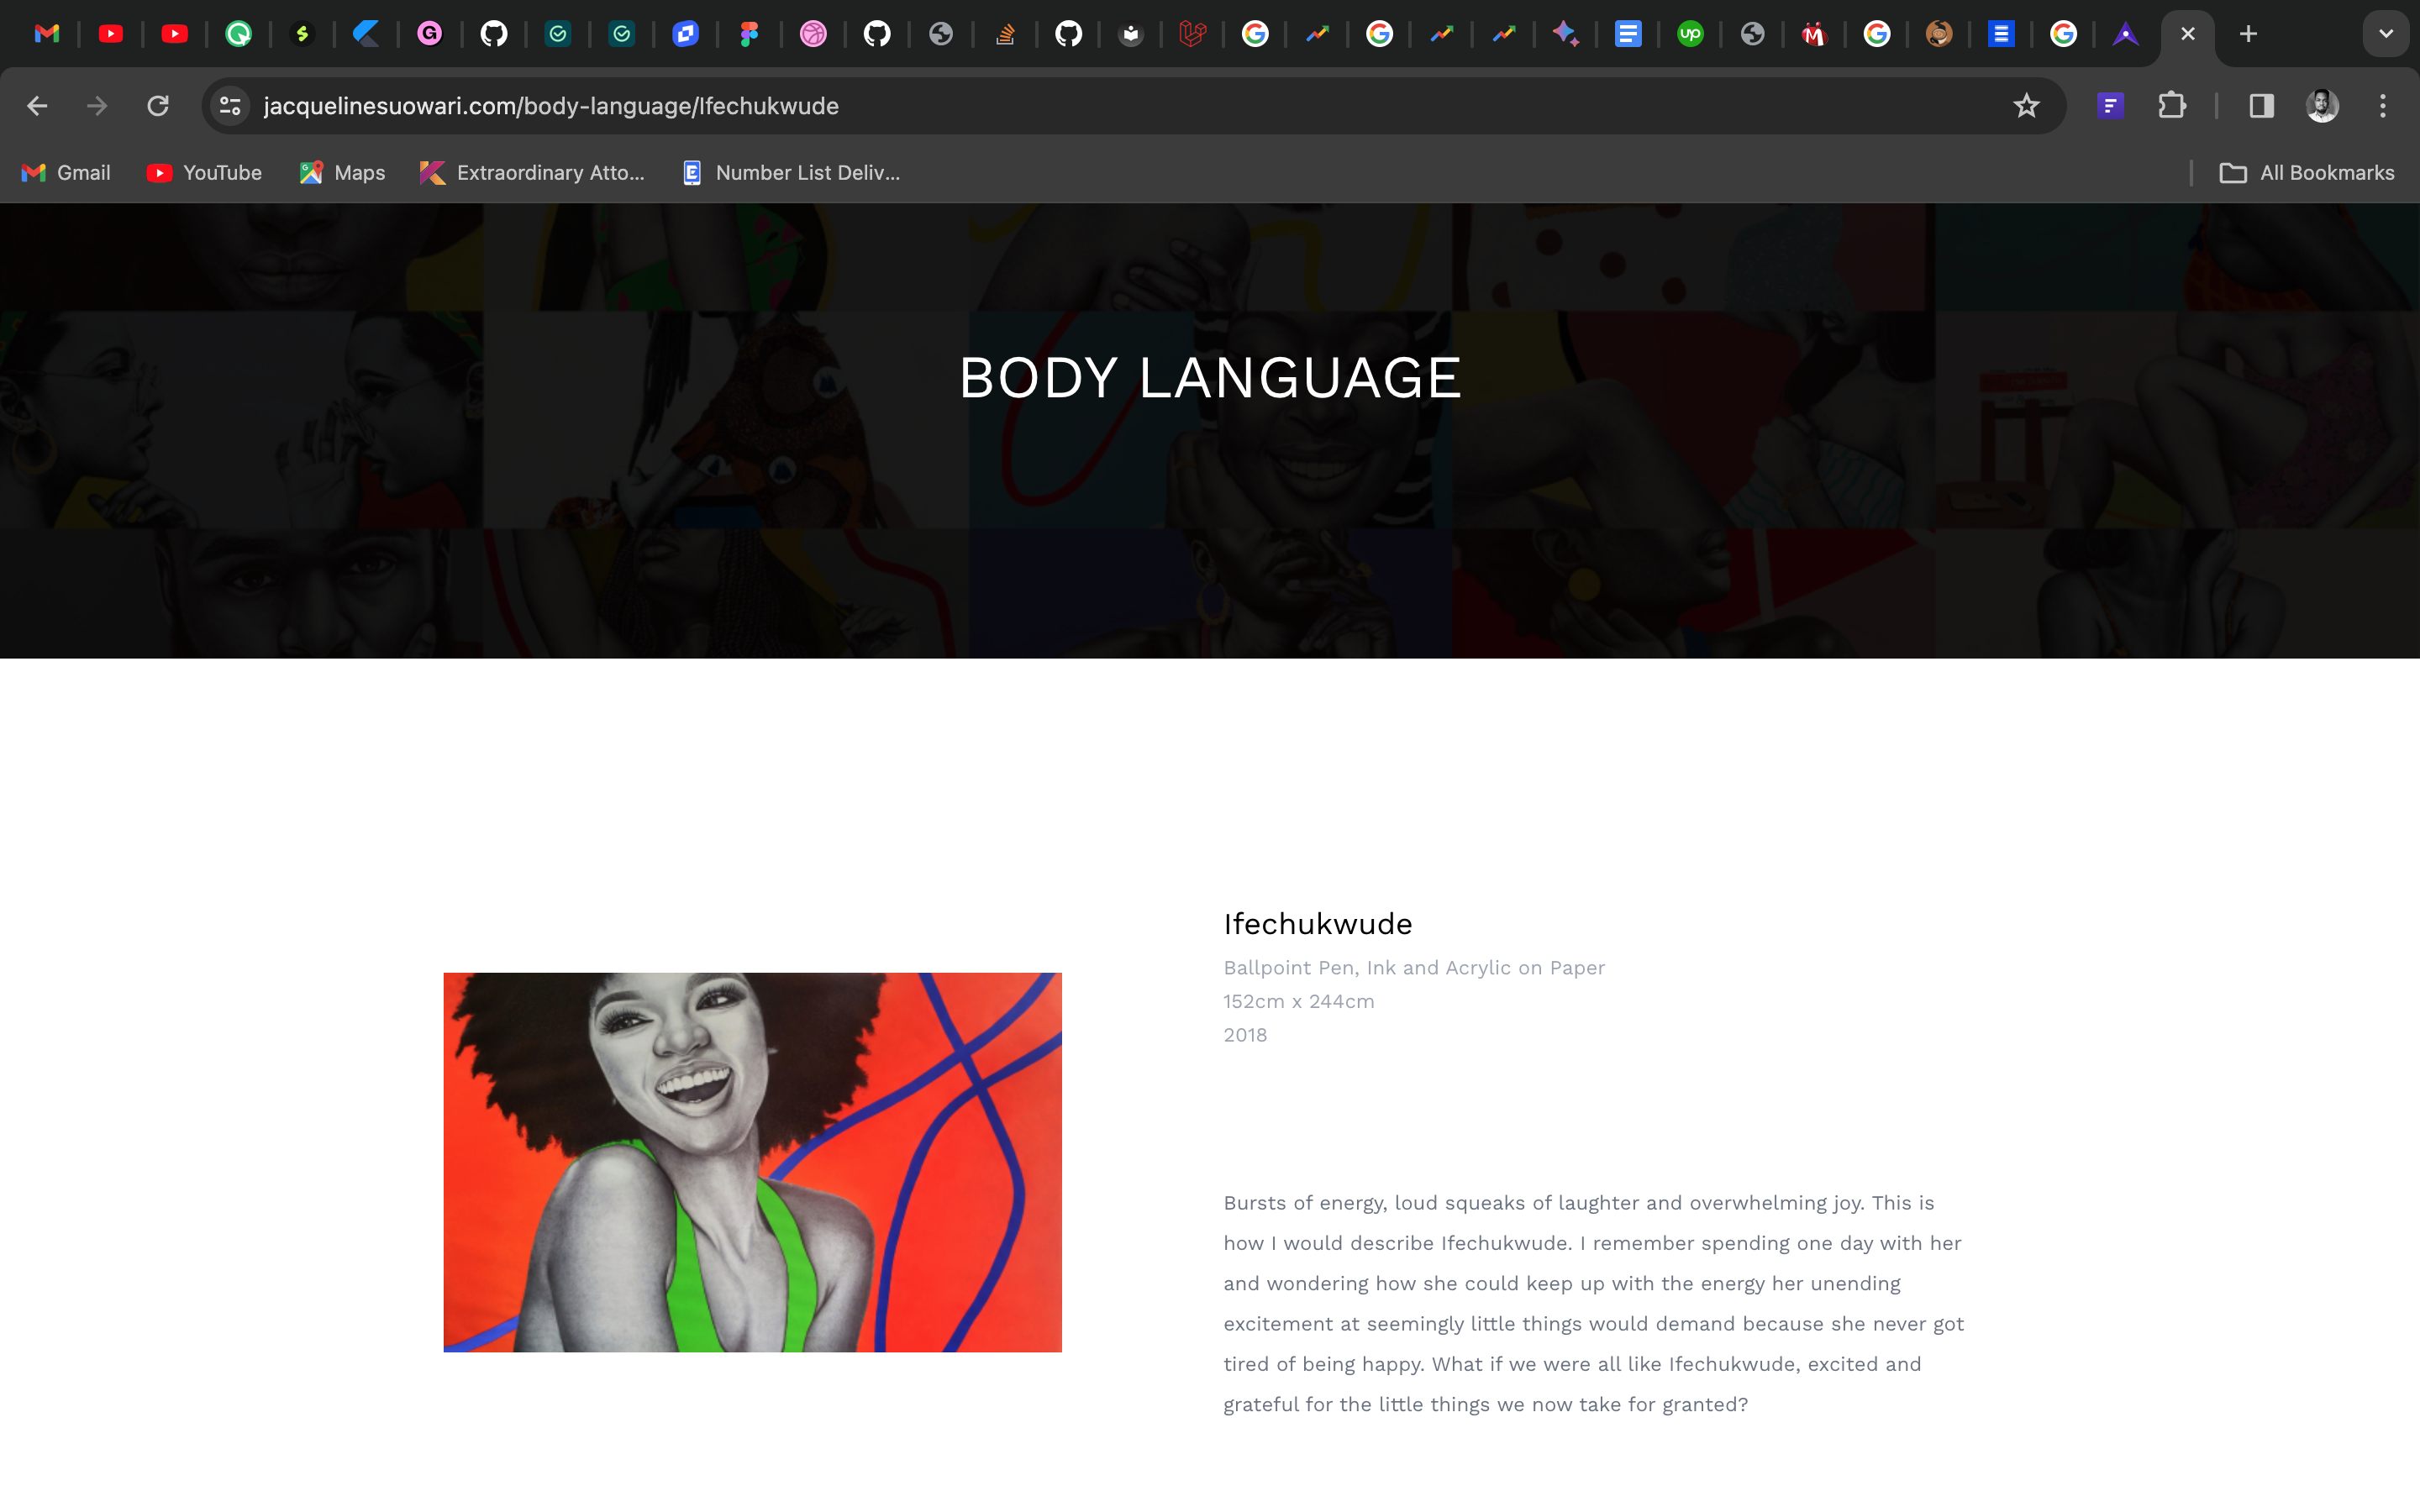 jacquelinesuowari.com/body-language/Ifechukwude
Gmail
YouTube
Maps
Extraordinary Atto...
Number List Deliv...
All Bookmarks
BODY LANGUAGE
Ifechukwude
Ballpoint Pen, Ink and Acrylic on Paper
152cm x 244cm
2018
Bursts of energy, loud squeaks of laughter and overwhelming joy. This is
how I would describe Ifechukwude. I remember spending one day with her
and wondering how she could keep up with the energy her unending
excitement at seemingly little things would demand because she never got
tired of being happy. What if we were all like Ifechukwude, excited and
grateful for the little things we now take for granted?